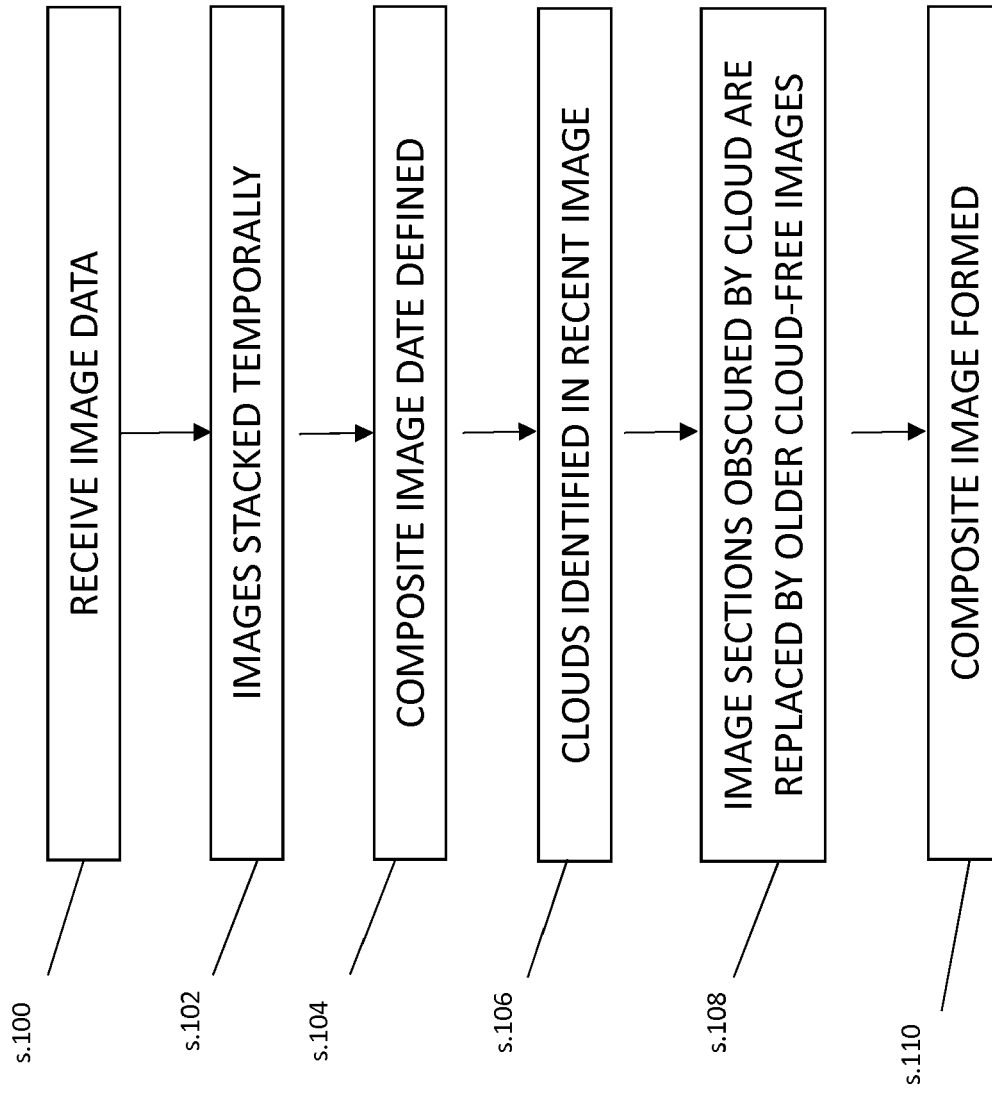 s.100
RECEIVE IMAGE DATA
s.102
IMAGES STACKED TEMPORALLY
s.104
COMPOSITE IMAGE DATE DEFINED
s.106
CLOUDS IDENTIFIED IN RECENT IMAGE
s.108
IMAGE SECTIONS OBSCURED BY CLOUD ARE
REPLACED BY OLDER CLOUD-FREE IMAGES
s.110
COMPOSITE IMAGE FORMED